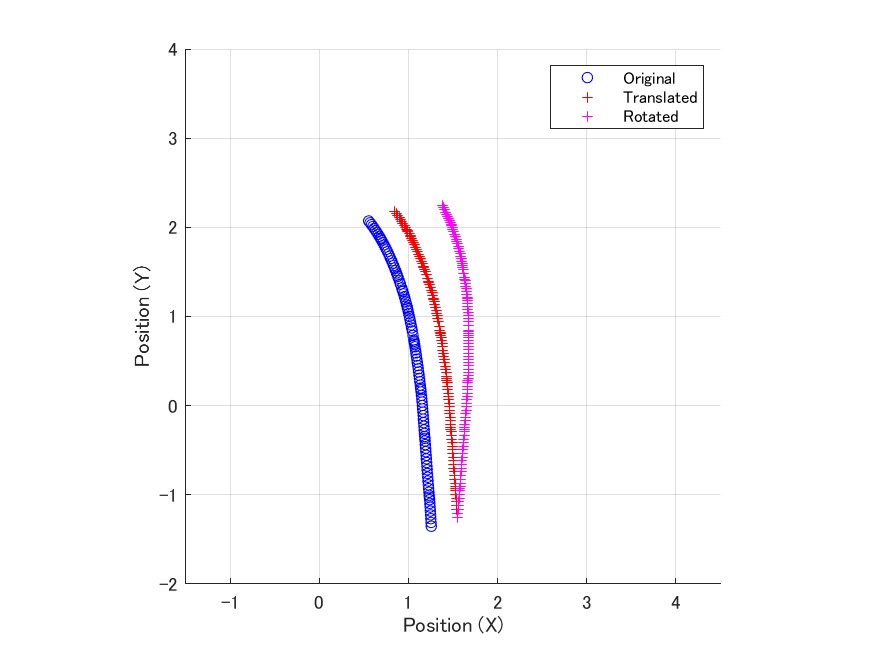 4
3
2
1
0
−1
−2
−1
0
1
2
3
4
Position (X)
Position (Y)
Original
Translated
Rotated